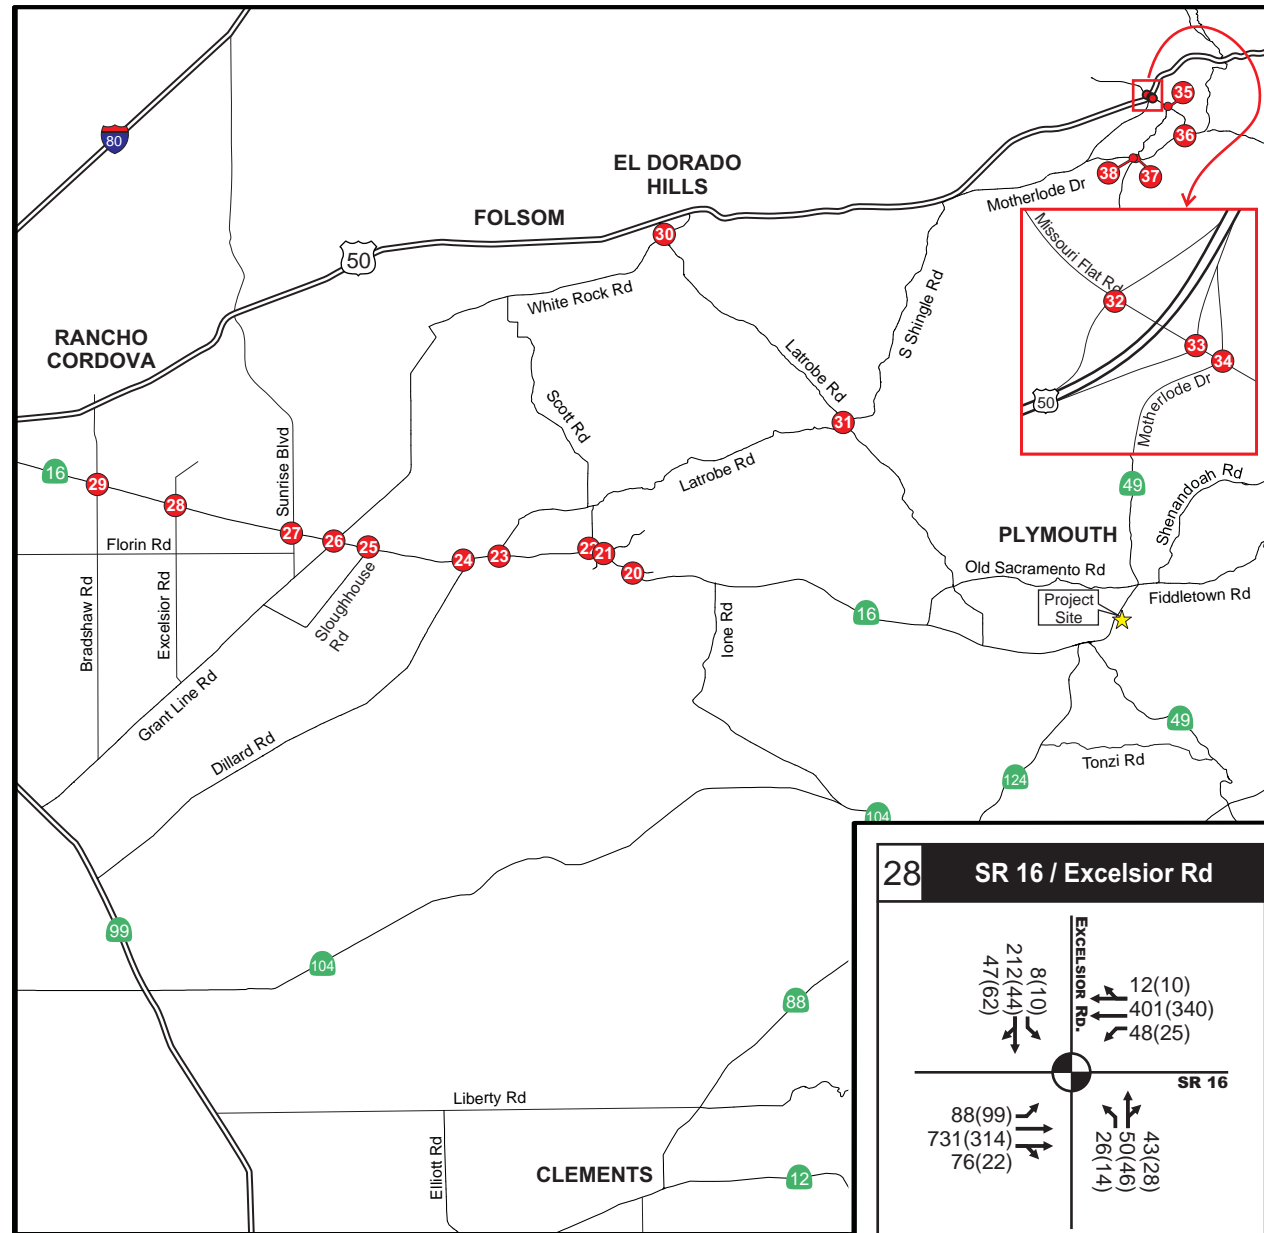 80
35
36
38
37
EL DORADO
HILLS
Motherlode Dr
FOLSOM
30
50
White Rock Rd
S Shingle Rd
Missouri Flat Rd
32
33
34
50
Motherlode Dr
RANCHO
CORDOVA
Latrobe Rd
Scott Rd
31
Sunrise Blvd
16
29
28
27
26
25
24
23
22
21
20
Latrobe Rd
49
Shenandoah Rd
PLYMOUTH
Florin Rd
Old Sacramento Rd
Fiddletown Rd
Project
Site
16
Bradshaw Rd
Excelsior Rd
Sloughhouse
Rd
Ione Rd
Grant Line Rd
Dillard Rd
49
Tonzi Rd
124
104
99
104
88
Liberty Rd
Elliott Rd
CLEMENTS
12
28
SR 16 / Excelsior Rd
EXCELSIOR RD.
47(62)
212(44)
8(10)
12(10)
401(340)
48(25)
SR 16
88(99)
731(314)
76(22)
26(14)
50(46)
43(28)